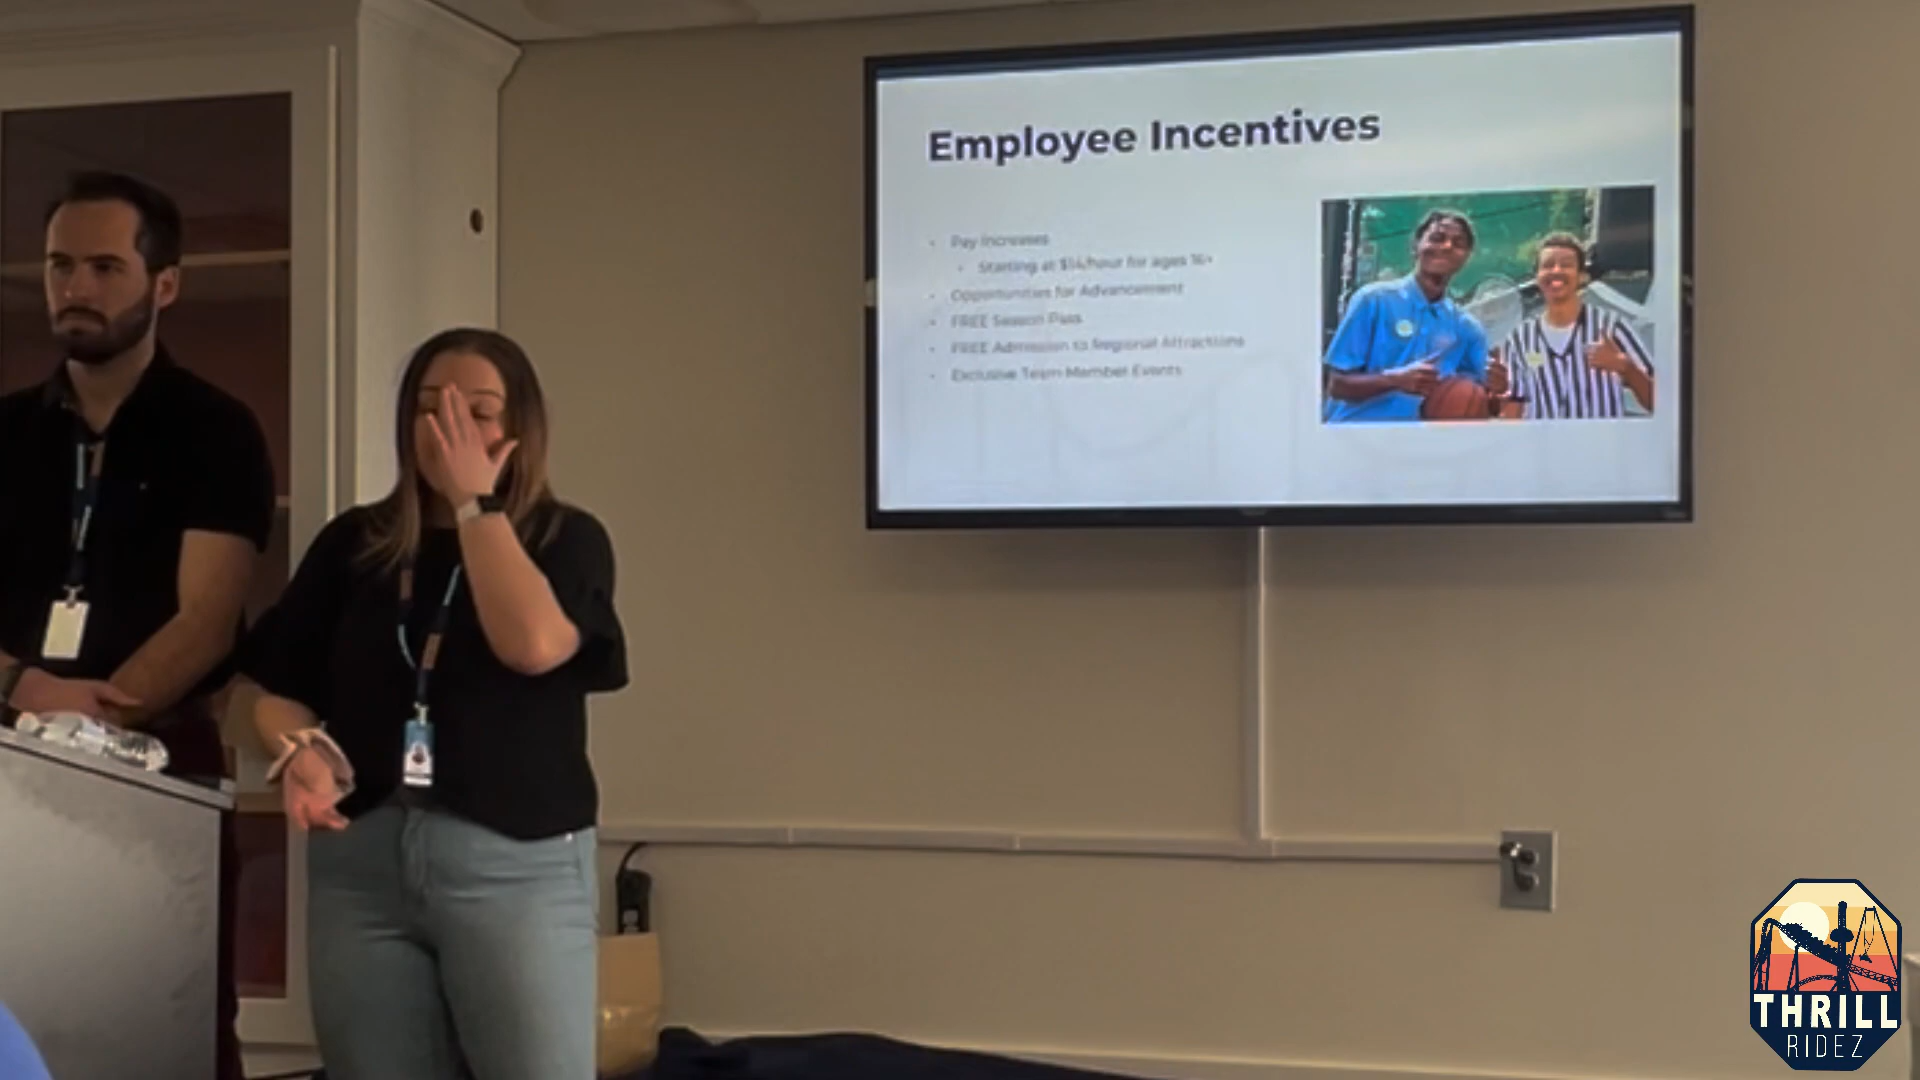 Employee Incentives
Pay Increases
Starting at $14/hour for ages 16+
Opportunities for Advancement
FREE Season Pass
FREE Admission to Regional Attractions
Exclusive Team Member Events
THRILL
RIDEZ